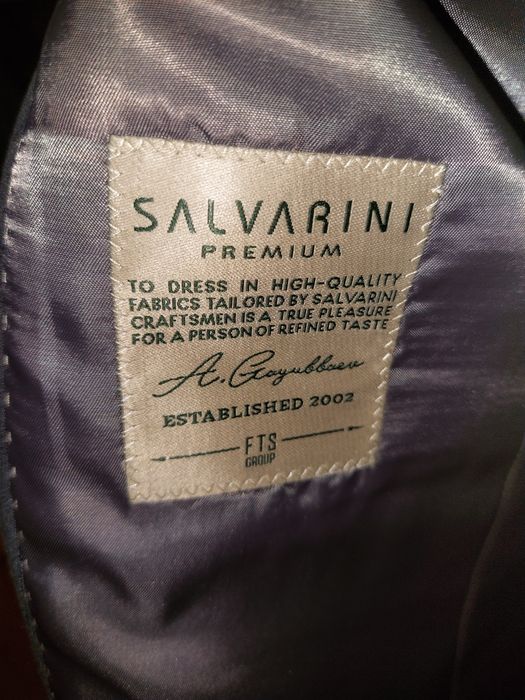 SALVARINI
PREMIUM
TO DRESS IN HIGH-QUALITY
FABRICS TAILORED BY SALVARINI
CRAFTSMEN IS A TRUE PLEASURE
FOR A PERSON OF REFINED TASTE
A. Gayubbaev
ESTABLISHED 2002
FTS
GROUP